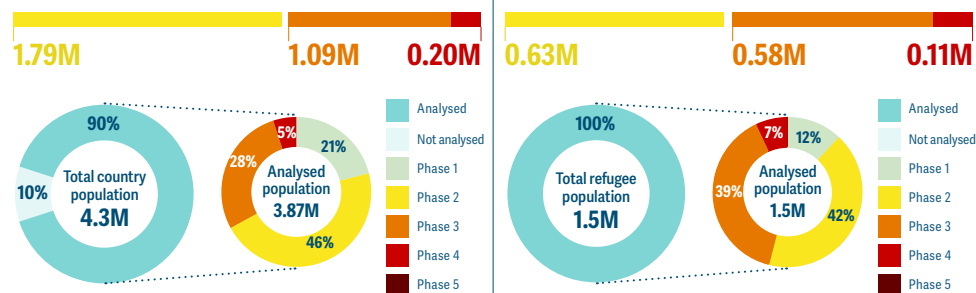 1.79M
1.09M
0.20M
90%
10%
Total country
population
4.3M
5%
21%
28%
46%
Analysed
population
3.87M
Analysed
Not analysed
Phase 1
Phase 2
Phase 3
Phase 4
Phase 5
0.63M
0.58M
0.11M
100%
Total refugee
population
1.5M
7%
12%
39%
42%
Analysed
population
1.5M
Analysed
Not analysed
Phase 1
Phase 2
Phase 3
Phase 4
Phase 5